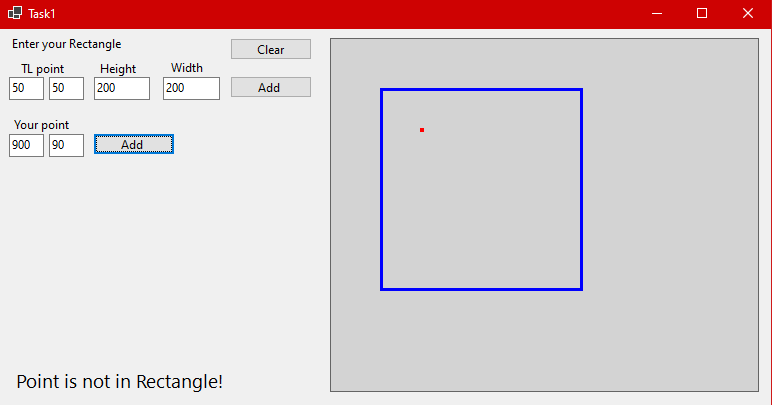 Task1
Enter your Rectangle
Clear
TL point Height Width
50 50 200 200 Add
Your point
900 90 Add
Point is not in Rectangle!